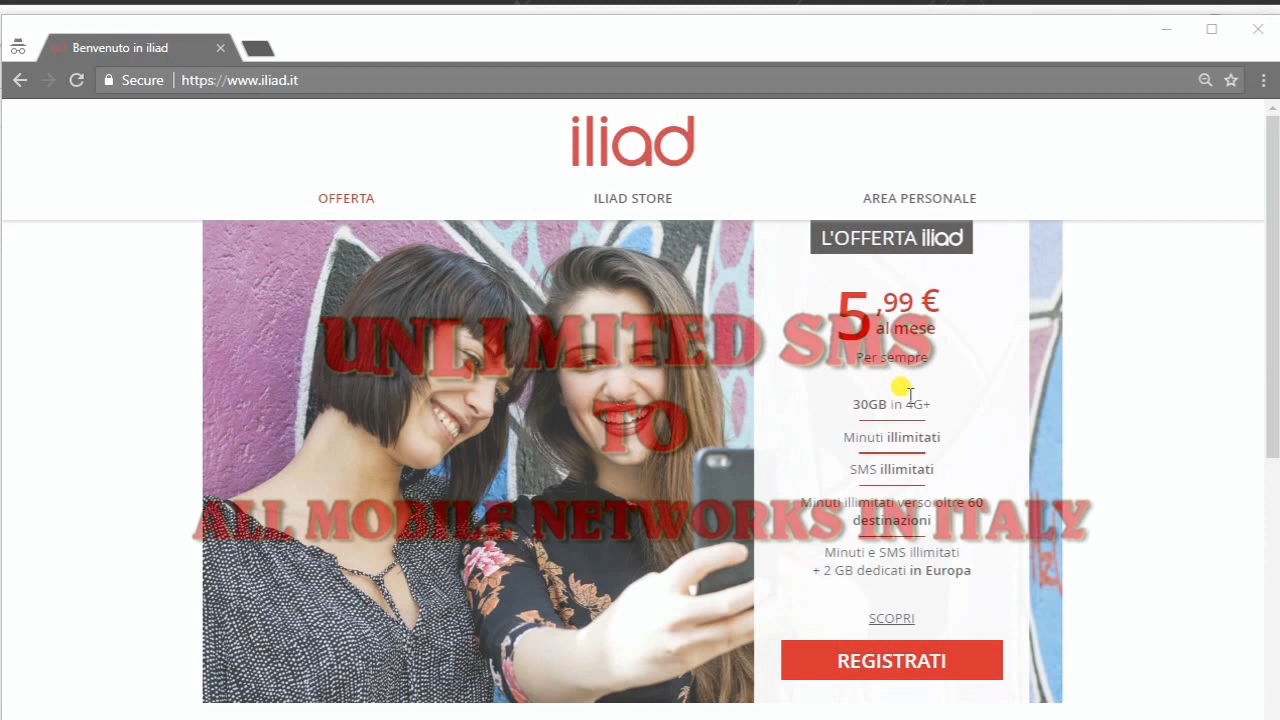 Benvenuto in iliad
Secure https://www.iliad.it
iliad
OFFERTA ILIAD STORE AREA PERSONALE
L'OFFERTA iliad
5,99 €
al mese
Per sempre
30GB in 4G+
Minuti illimitati
SMS illimitati
Minuti illimitati verso oltre 60
destinazioni
Minuti e SMS illimitati
+ 2 GB dedicati in Europa
SCOPRI
REGISTRATI
UNLIMITED SMS
TO
ALL MOBILE NETWORKS IN ITALY